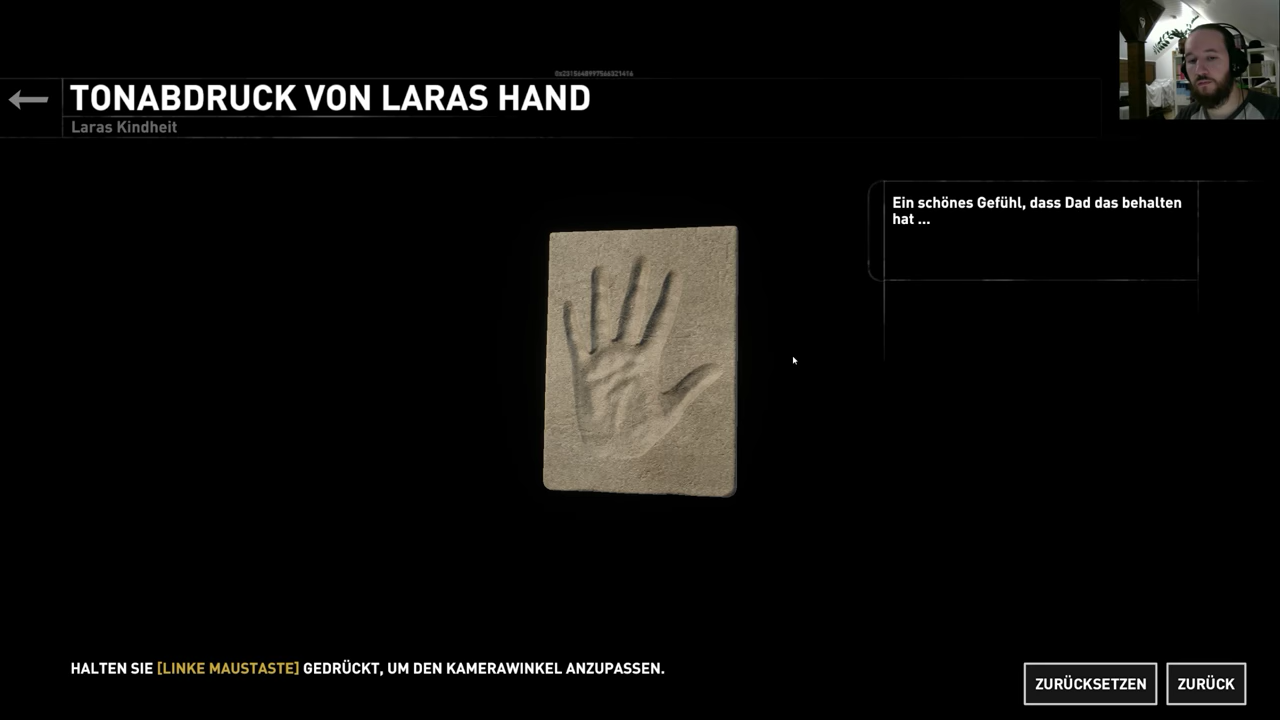 TONABDRUCK VON LARAS HAND
Laras Kindheit
Ein schönes Gefühl, dass Dad das behalten
hat ...
HALTEN SIE [LINKE MAUSTASTE] GEDRÜCKT, UM DEN KAMERAWINKEL ANZUPASSEN.
ZURÜCKSETZEN
ZURÜCK